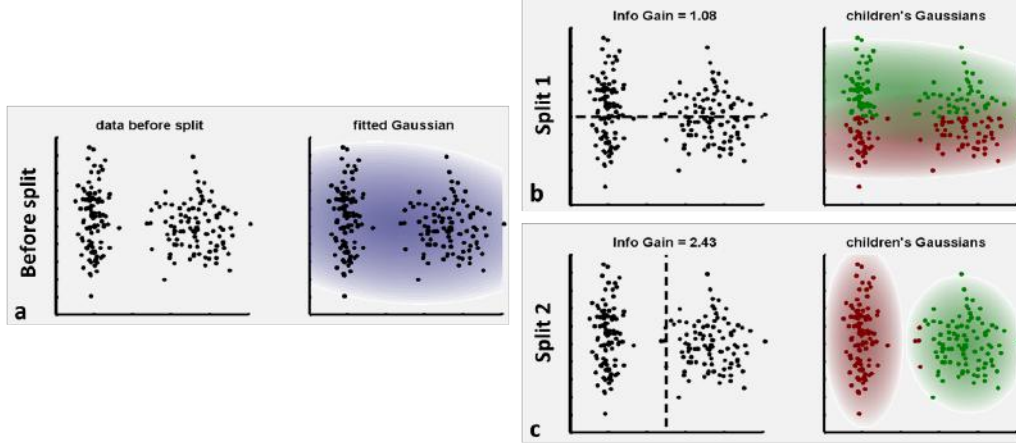 Before split
data before split
fitted Gaussian
a
Split 1
Info Gain = 1.08
children's Gaussians
b
Split 2
Info Gain = 2.43
children's Gaussians
c